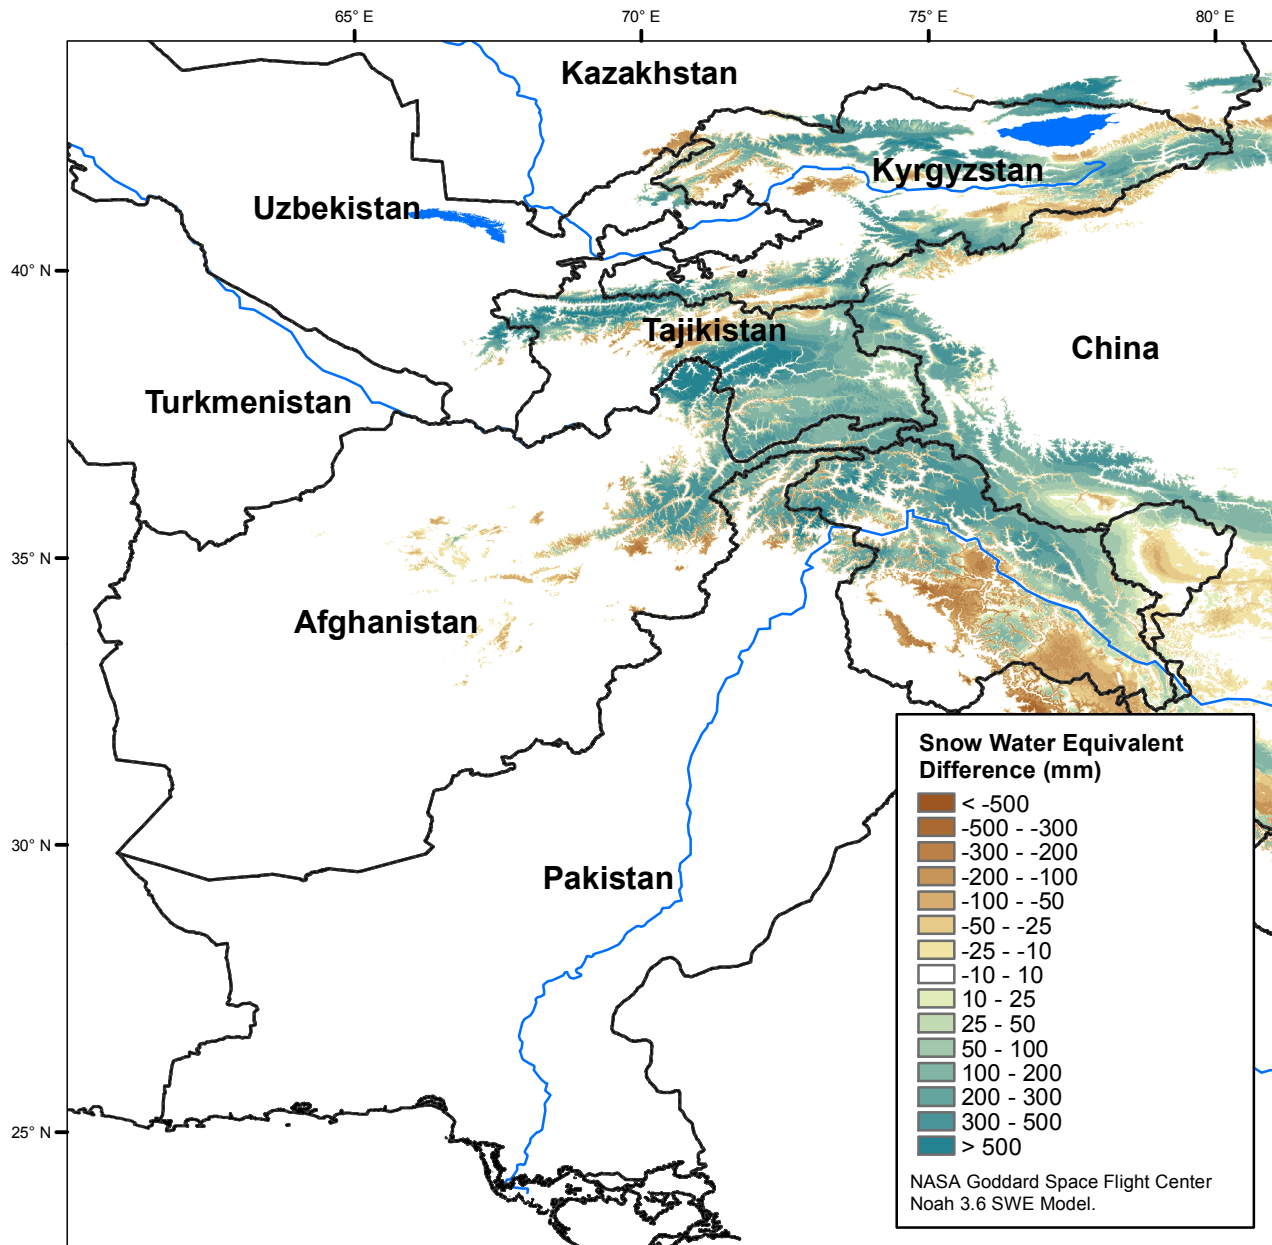 65° E
70° E
75° E
80° E
Kazakhstan
Kyrgyzstan
Uzbekistan
40° N
Tajikistan
China
Turkmenistan
35° N
Afghanistan
Snow Water Equivalent
Difference (mm)
< -500
-500 - -300
-300 - -200
-200 - -100
-100 - -50
-50 - -25
-25 - -10
-10 - 10
10 - 25
25 - 50
50 - 100
100 - 200
200 - 300
300 - 500
> 500
30° N
Pakistan
25° N
NASA Goddard Space Flight Center
Noah 3.6 SWE Model.